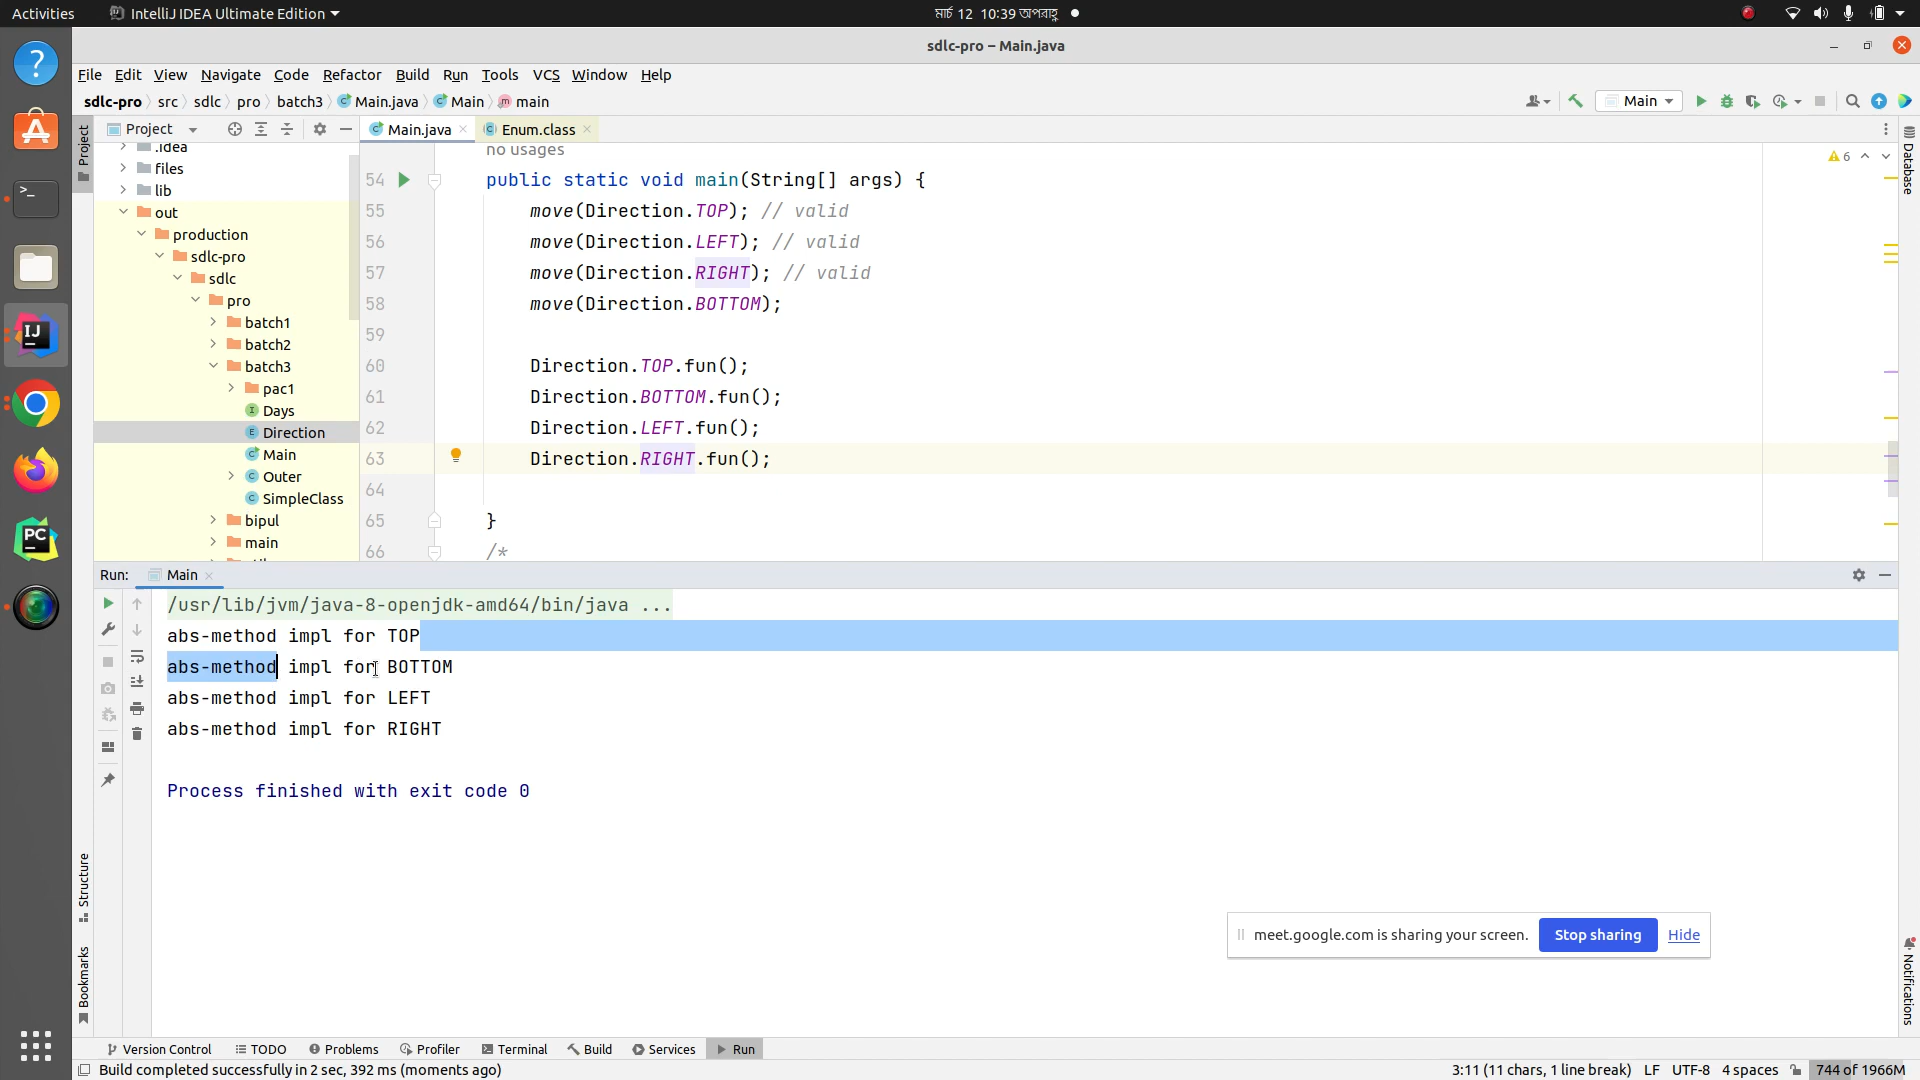 Activities IntelliJ IDEA Ultimate Edition মার্চ 12 10:39 অপরাহ্ণ
sdlc-pro – Main.java
File Edit View Navigate Code Refactor Build Run Tools VCS Window Help
sdlc-pro src sdlc pro batch3 Main.java Main main Main
Project Main.java Enum.class
.idea
files
lib
out
production
sdlc-pro
sdlc
pro
batch1
batch2
batch3
pac1
Days
Direction
Main
Outer
SimpleClass
bipul
main
no usages
6
54 public static void main(String[] args) {
55 move(Direction.TOP); // valid
56 move(Direction.LEFT); // valid
57 move(Direction.RIGHT); // valid
58 move(Direction.BOTTOM);
59
60 Direction.TOP.fun();
61 Direction.BOTTOM.fun();
62 Direction.LEFT.fun();
63 Direction.RIGHT.fun();
64
65 }
66 /*
Run: Main
/usr/lib/jvm/java-8-openjdk-amd64/bin/java ...
abs-method impl for TOP
abs-method impl for BOTTOM
abs-method impl for LEFT
abs-method impl for RIGHT
Process finished with exit code 0
meet.google.com is sharing your screen. Stop sharing Hide
Project
Structure
Bookmarks
Database
Notifications
Version Control TODO Problems Profiler Terminal Build Services Run
Build completed successfully in 2 sec, 392 ms (moments ago) 3:11 (11 chars, 1 line break) LF UTF-8 4 spaces 744 of 1966M